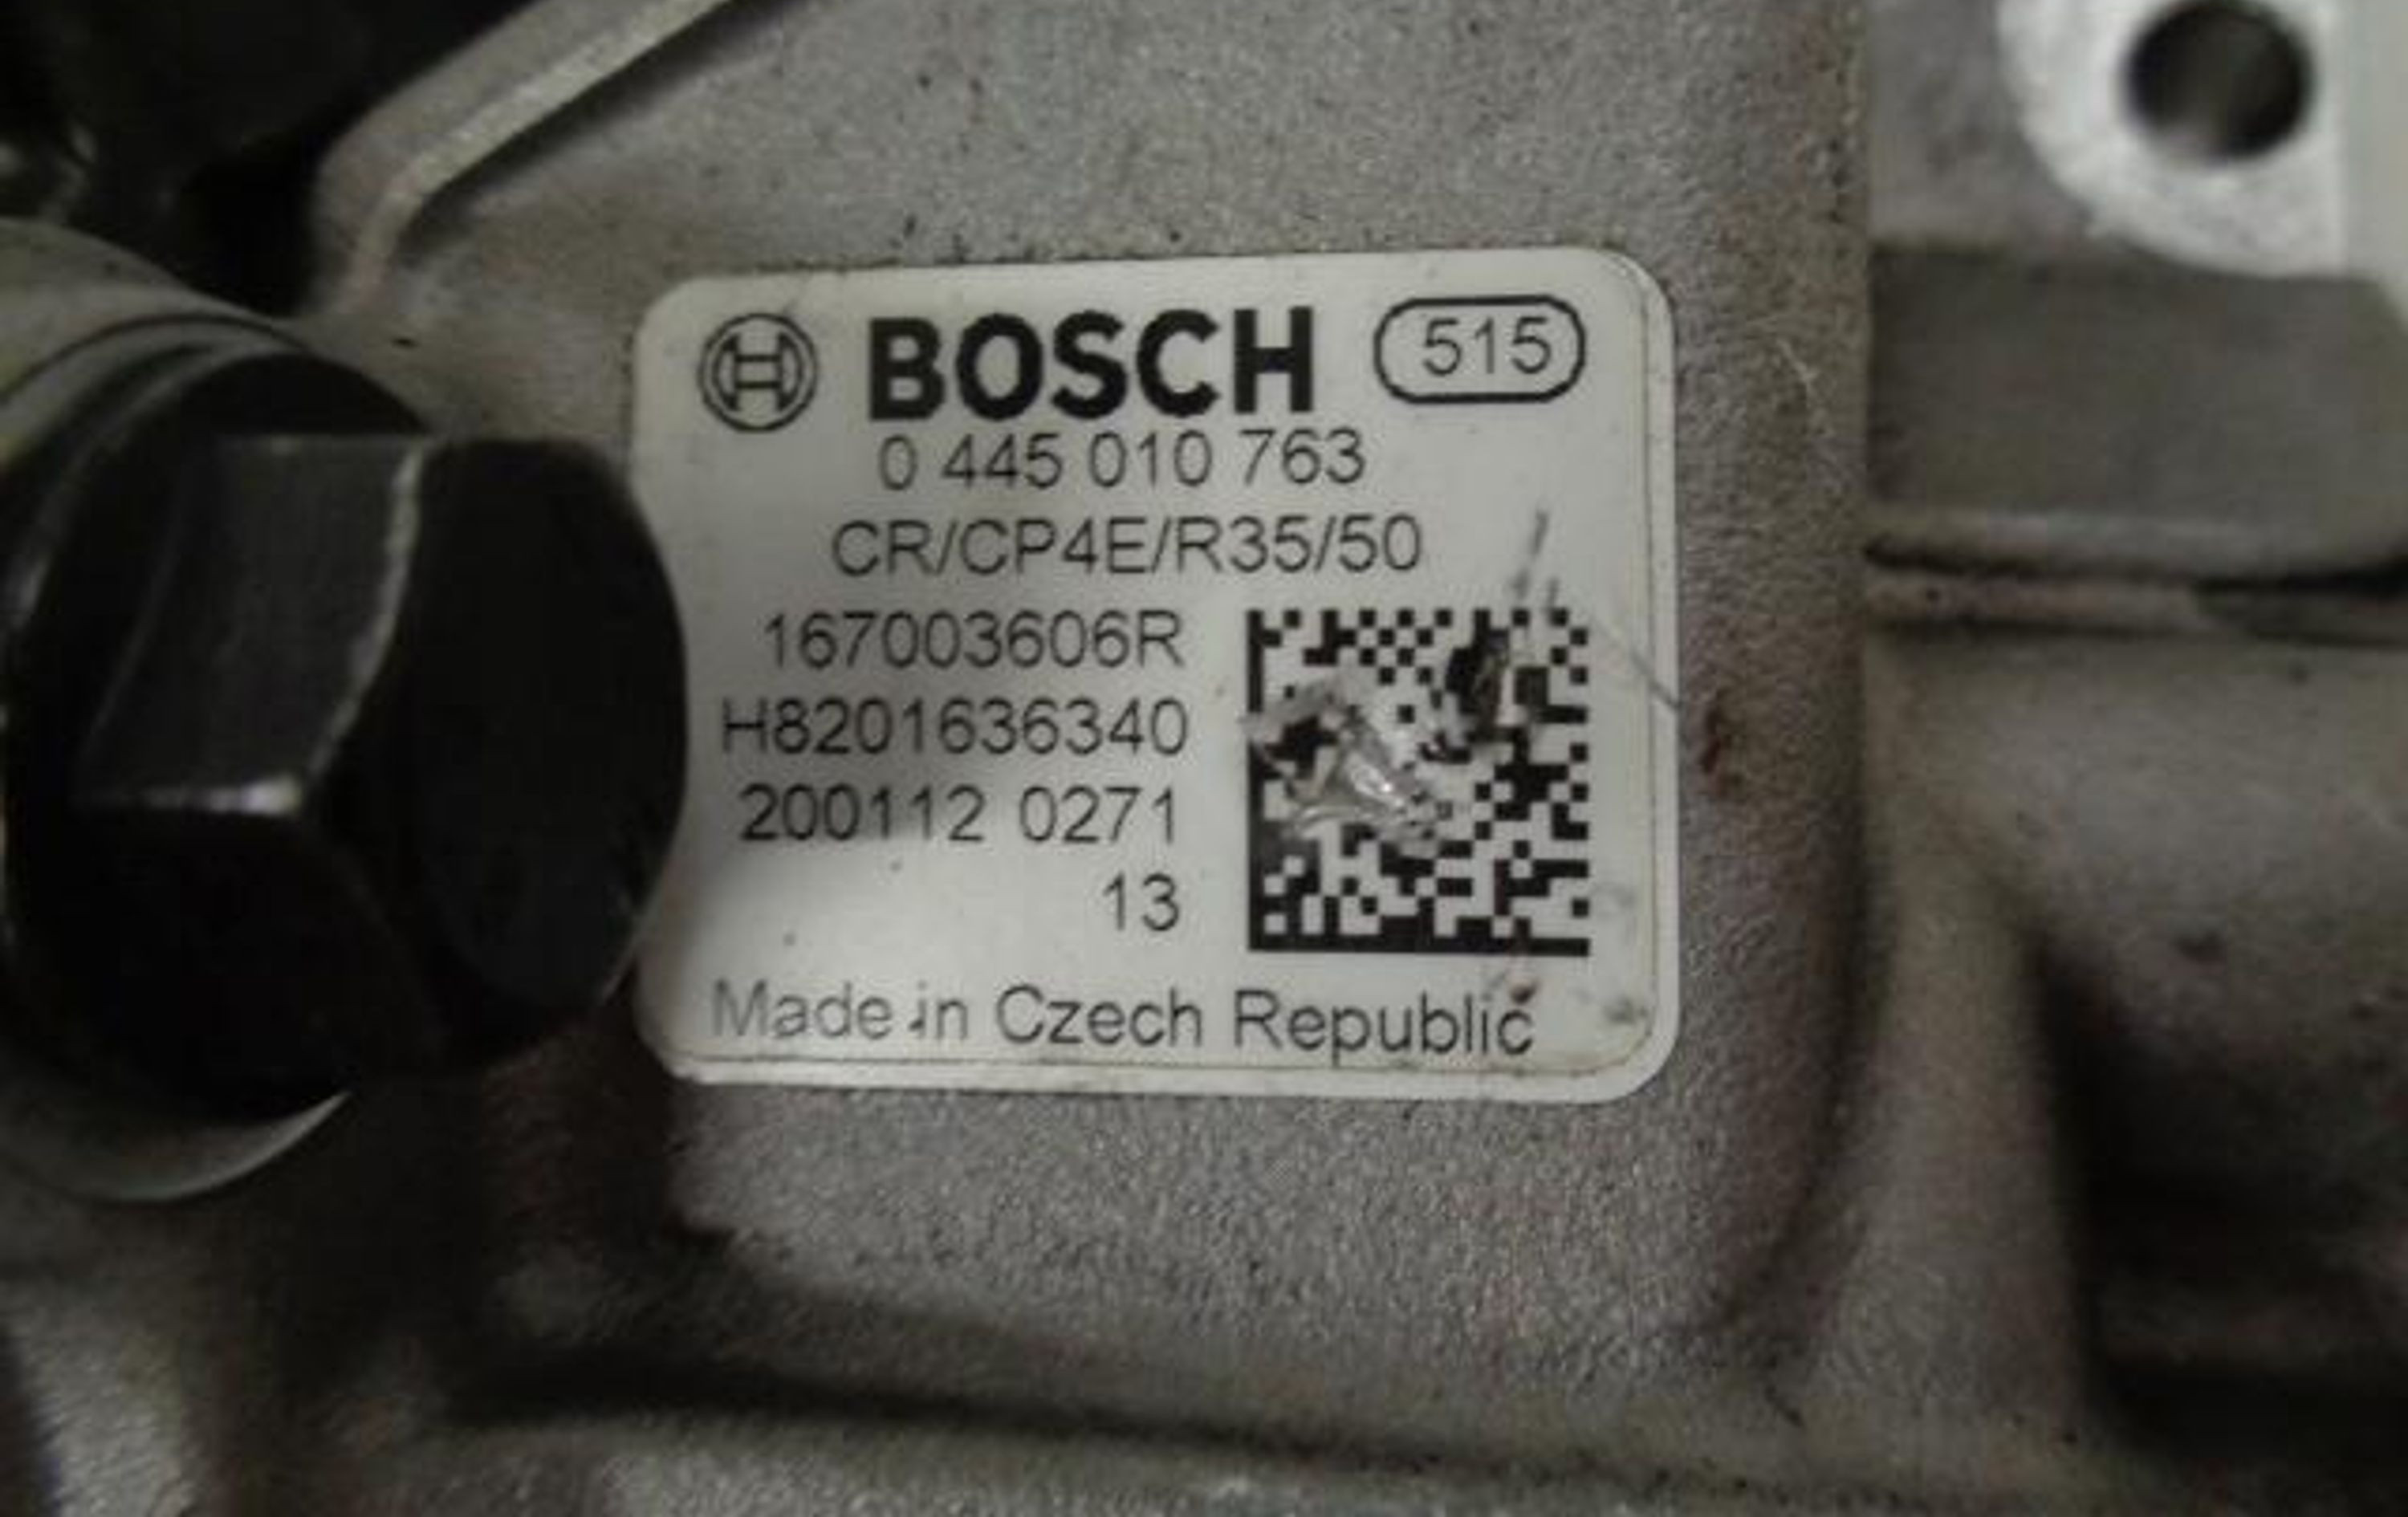 BOSCH 515
0 445 010 763
CR/CP4E/R35/50
167003606R
H8201636340
200112 0271
13
Made in Czech Republic